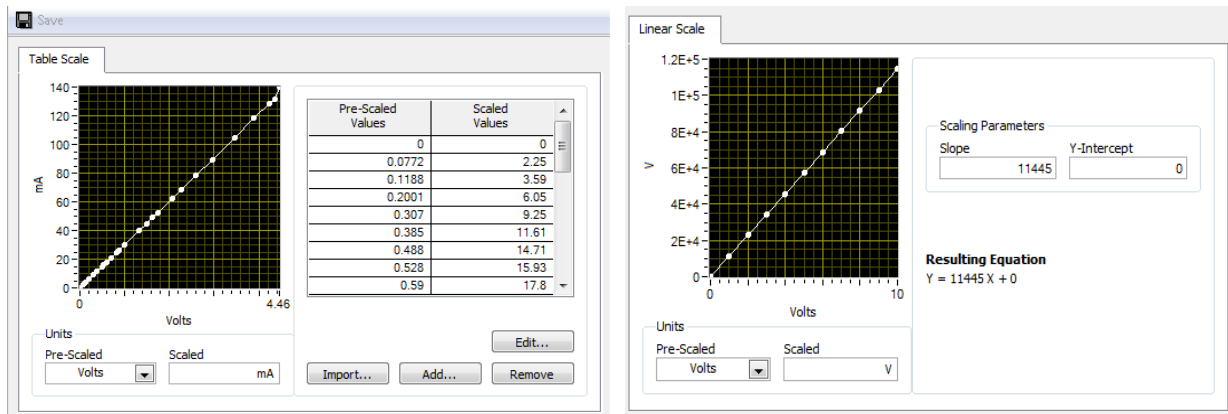 Save
Table Scale
140
120
100
80
60
40
20
0
mA
0
4.46
Volts
Pre-Scaled Values
Scaled Values
0 0
0.0772 2.25
0.1188 3.59
0.2001 6.05
0.307 9.25
0.385 11.61
0.488 14.71
0.528 15.93
0.59 17.8
Units
Pre-Scaled Scaled
Volts mA
Edit...
Import... Add... Remove
Linear Scale
1.2E+5
1E+5
8E+4
6E+4
4E+4
2E+4
0
V
0 10
Volts
Units
Pre-Scaled Scaled
Volts V
Scaling Parameters
Slope Y-Intercept
11445 0
Resulting Equation
Y = 11445 X + 0